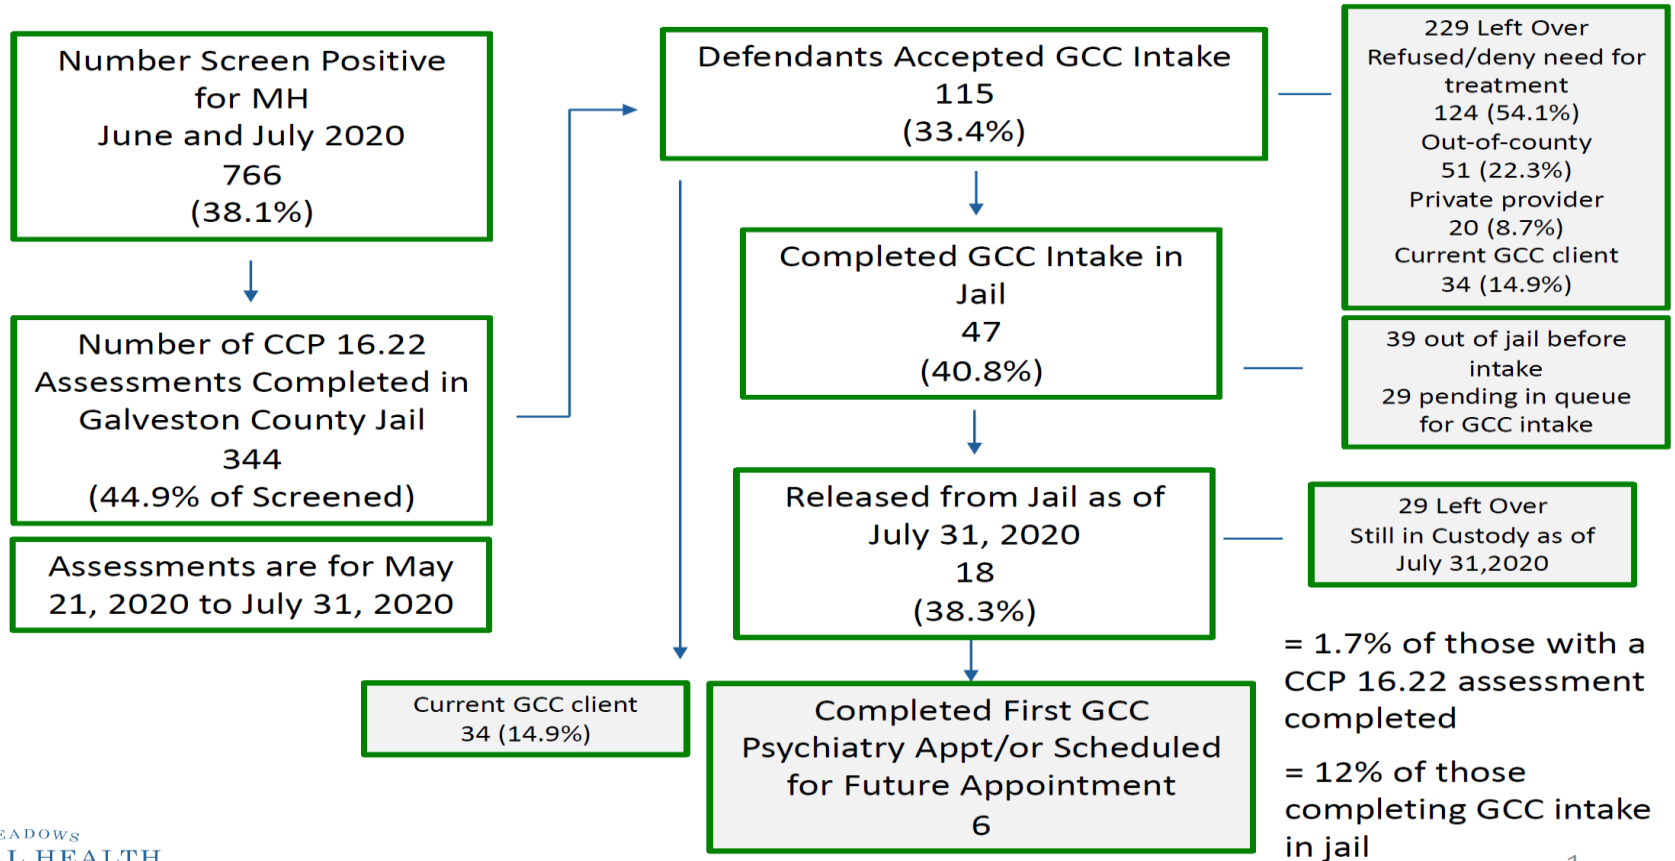 Number Screen Positive
for MH
June and July 2020
766
(38.1%)
Number of CCP 16.22
Assessments Completed in
Galveston County Jail
344
(44.9% of Screened)
Assessments are for May
21, 2020 to July 31, 2020
Defendants Accepted GCC Intake
115
(33.4%)
229 Left Over
Refused/deny need for
treatment
124 (54.1%)
Out-of-county
51 (22.3%)
Private provider
20 (8.7%)
Current GCC client
34 (14.9%)
Completed GCC Intake in
Jail
47
(40.8%)
39 out of jail before
intake
29 pending in queue
for GCC intake
Released from Jail as of
July 31, 2020
18
(38.3%)
29 Left Over
Still in Custody as of
July 31,2020
Current GCC client
34 (14.9%)
Completed First GCC
Psychiatry Appt/or Scheduled
for Future Appointment
6
= 1.7% of those with a
CCP 16.22 assessment
completed
= 12% of those
completing GCC intake
in jail
EADOWS
L HEALTH